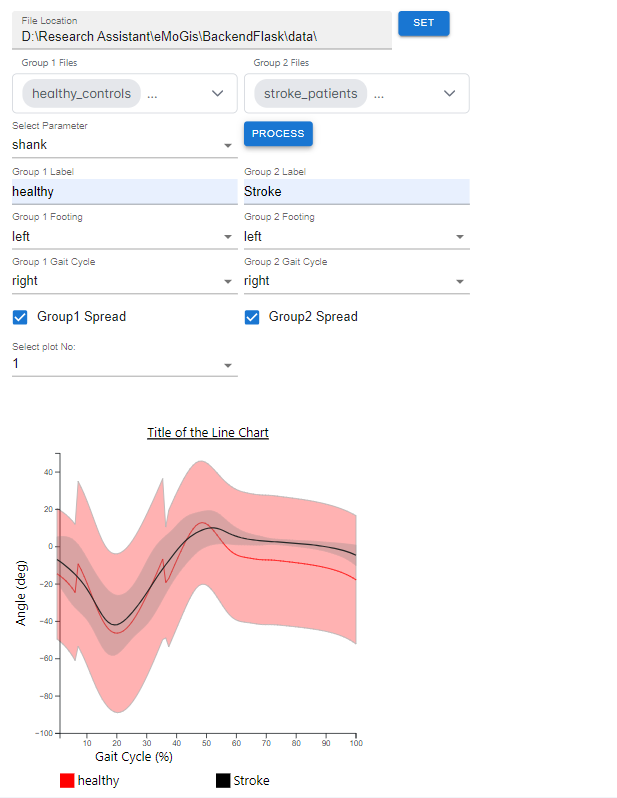 File Location
D:\Research Assistant\eMoGis\BackendFlask\data\
SET
Group 1 Files
Group 2 Files
healthy_controls ...
stroke_patients ...
Select Parameter
shank
PROCESS
Group 1 Label
Group 2 Label
healthy
Stroke
Group 1 Footing
Group 2 Footing
left
left
Group 1 Gait Cycle
Group 2 Gait Cycle
right
right
Group1 Spread
Group2 Spread
Select plot No:
1
Title of the Line Chart
40
20
0
−20
−40
−60
−80
−100
Angle (deg)
10 20 30 40 50 60 70 80 90 100
Gait Cycle (%)
healthy
Stroke